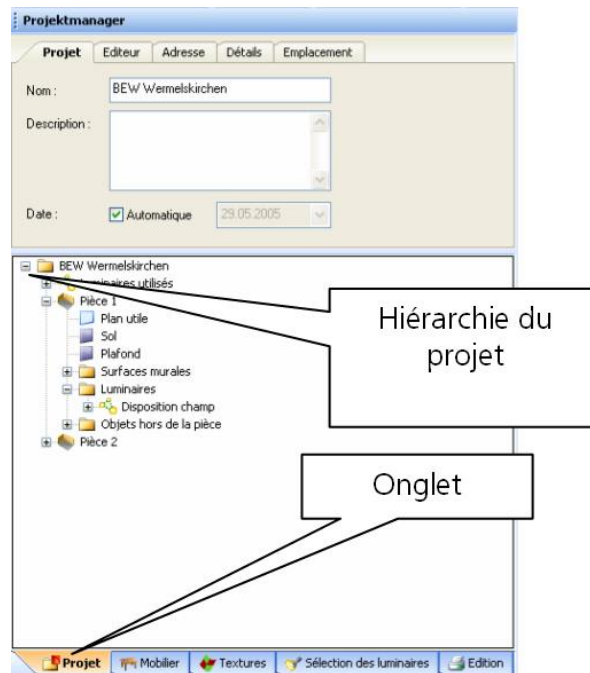 Projektmanager
Projet Editeur Adresse Détails Emplacement
Nom : BEW Wermelskirchen
Description :
Date : Automatique 29.05.2005
BEW Wermelskirchen
utilisés
Pièce 1
Plan utile
Sol
Plafond
Surfaces murales
Luminaires
Disposition champ
Objets hors de la pièce
Pièce 2
Hiérarchie du
projet
Onglet
Projet Mobilier Textures Sélection des luminaires Edition